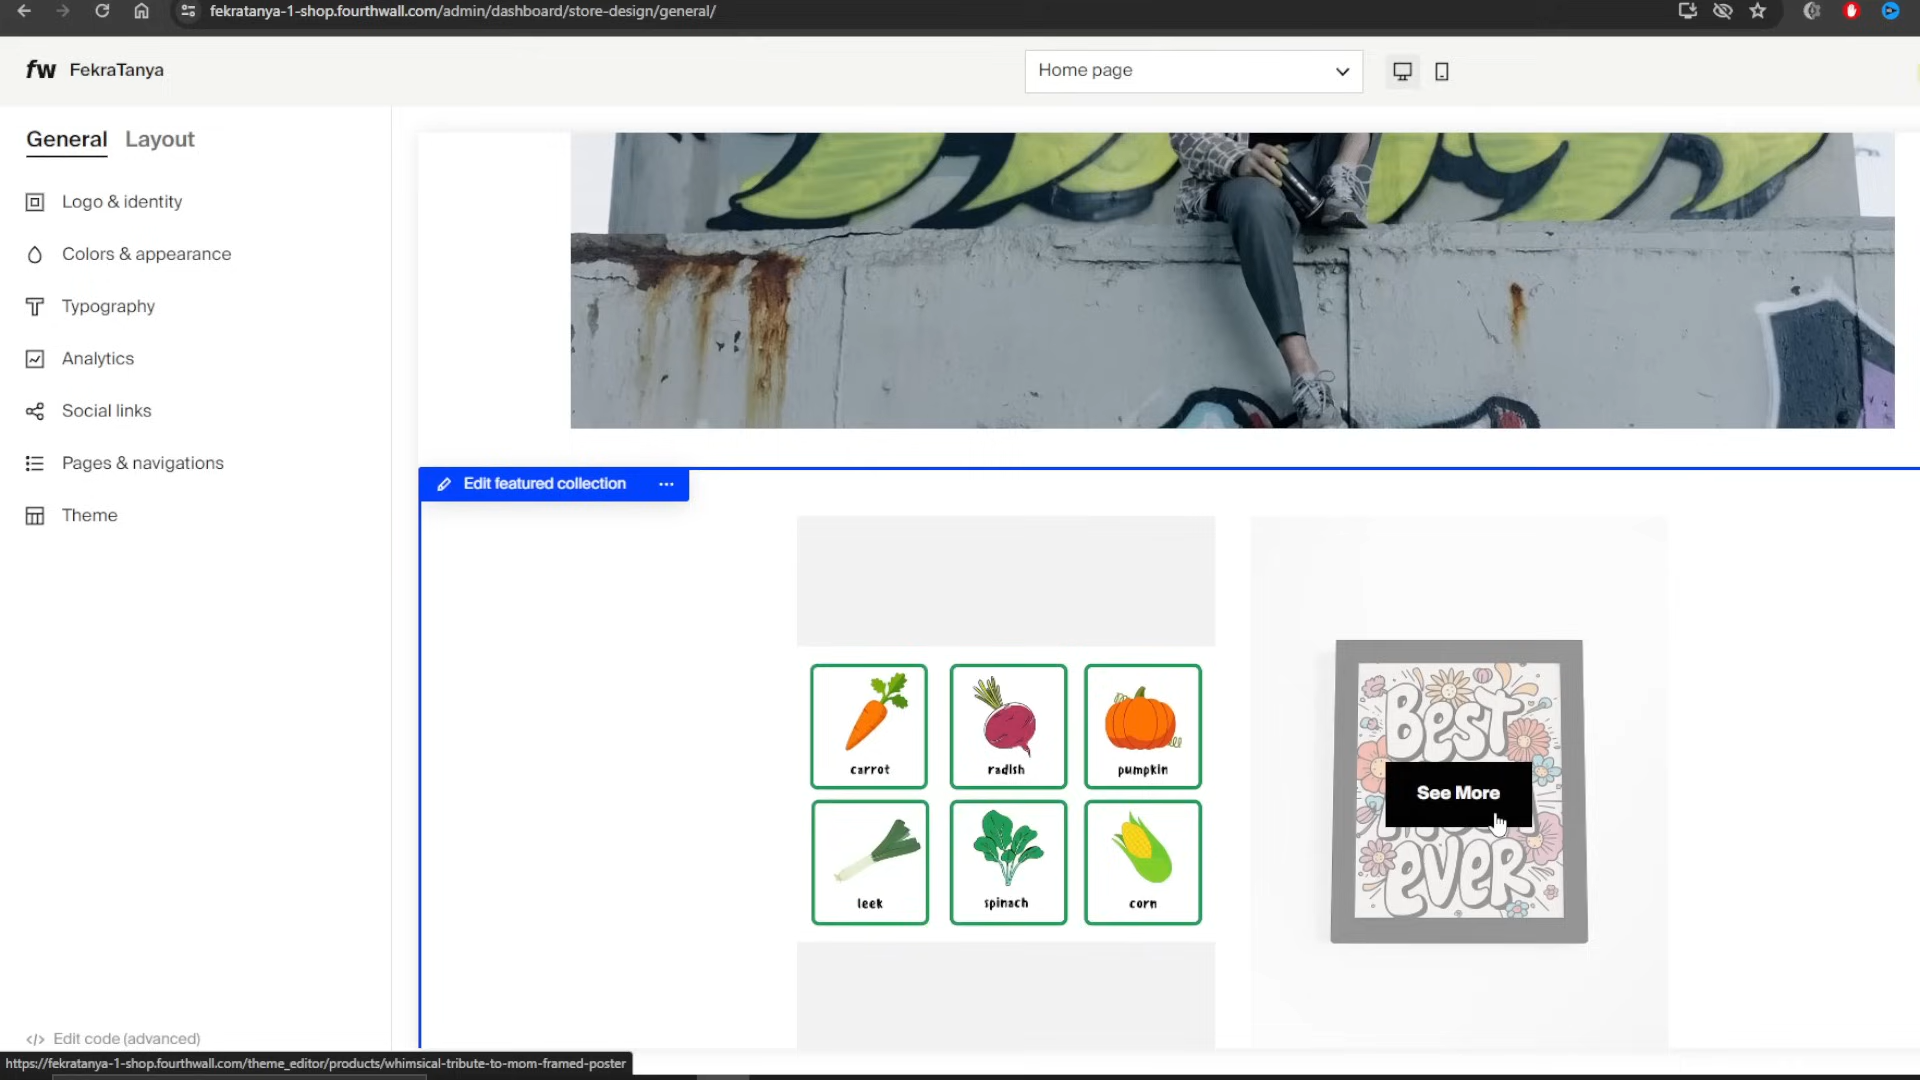 fekratanya-1-shop.fourthwall.com/admin/dashboard/store-design/general/
fw FekraTanya
Home page
General Layout
Logo & identity
Colors & appearance
Typography
Analytics
Social links
Pages & navigations
Theme
Edit featured collection
carrot radish pumpkin
leek spinach corn
BEST
See More
EVER
</> Edit code (advanced)
https://fekratanya-1-shop.fourthwall.com/theme_editor/products/whimsical-tribute-to-mom-framed-poster